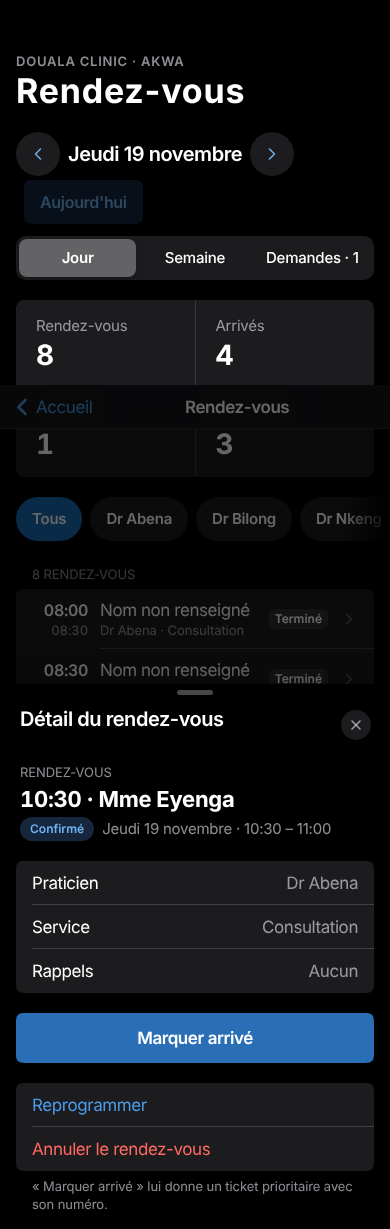 DOUALA CLINIC · AKWA
Rendez-vous
Jeudi 19 novembre
Aujourd'hui
Jour
Semaine
Demandes · 1
Rendez-vous
Arrivés
8
4
Accueil
Rendez-vous
1
3
Tous
Dr Abena
Dr Bilong
Dr Nkeng
8 RENDEZ-VOUS
08:00
Nom non renseigné
Terminé
08:30
Dr Abena · Consultation
08:30
Nom non renseigné
Terminé
Détail du rendez-vous
RENDEZ-VOUS
10:30 · Mme Eyenga
Confirmé
Jeudi 19 novembre · 10:30 – 11:00
Praticien
Dr Abena
Service
Consultation
Rappels
Aucun
Marquer arrivé
Reprogrammer
Annuler le rendez-vous
« Marquer arrivé » lui donne un ticket prioritaire avec
son numéro.